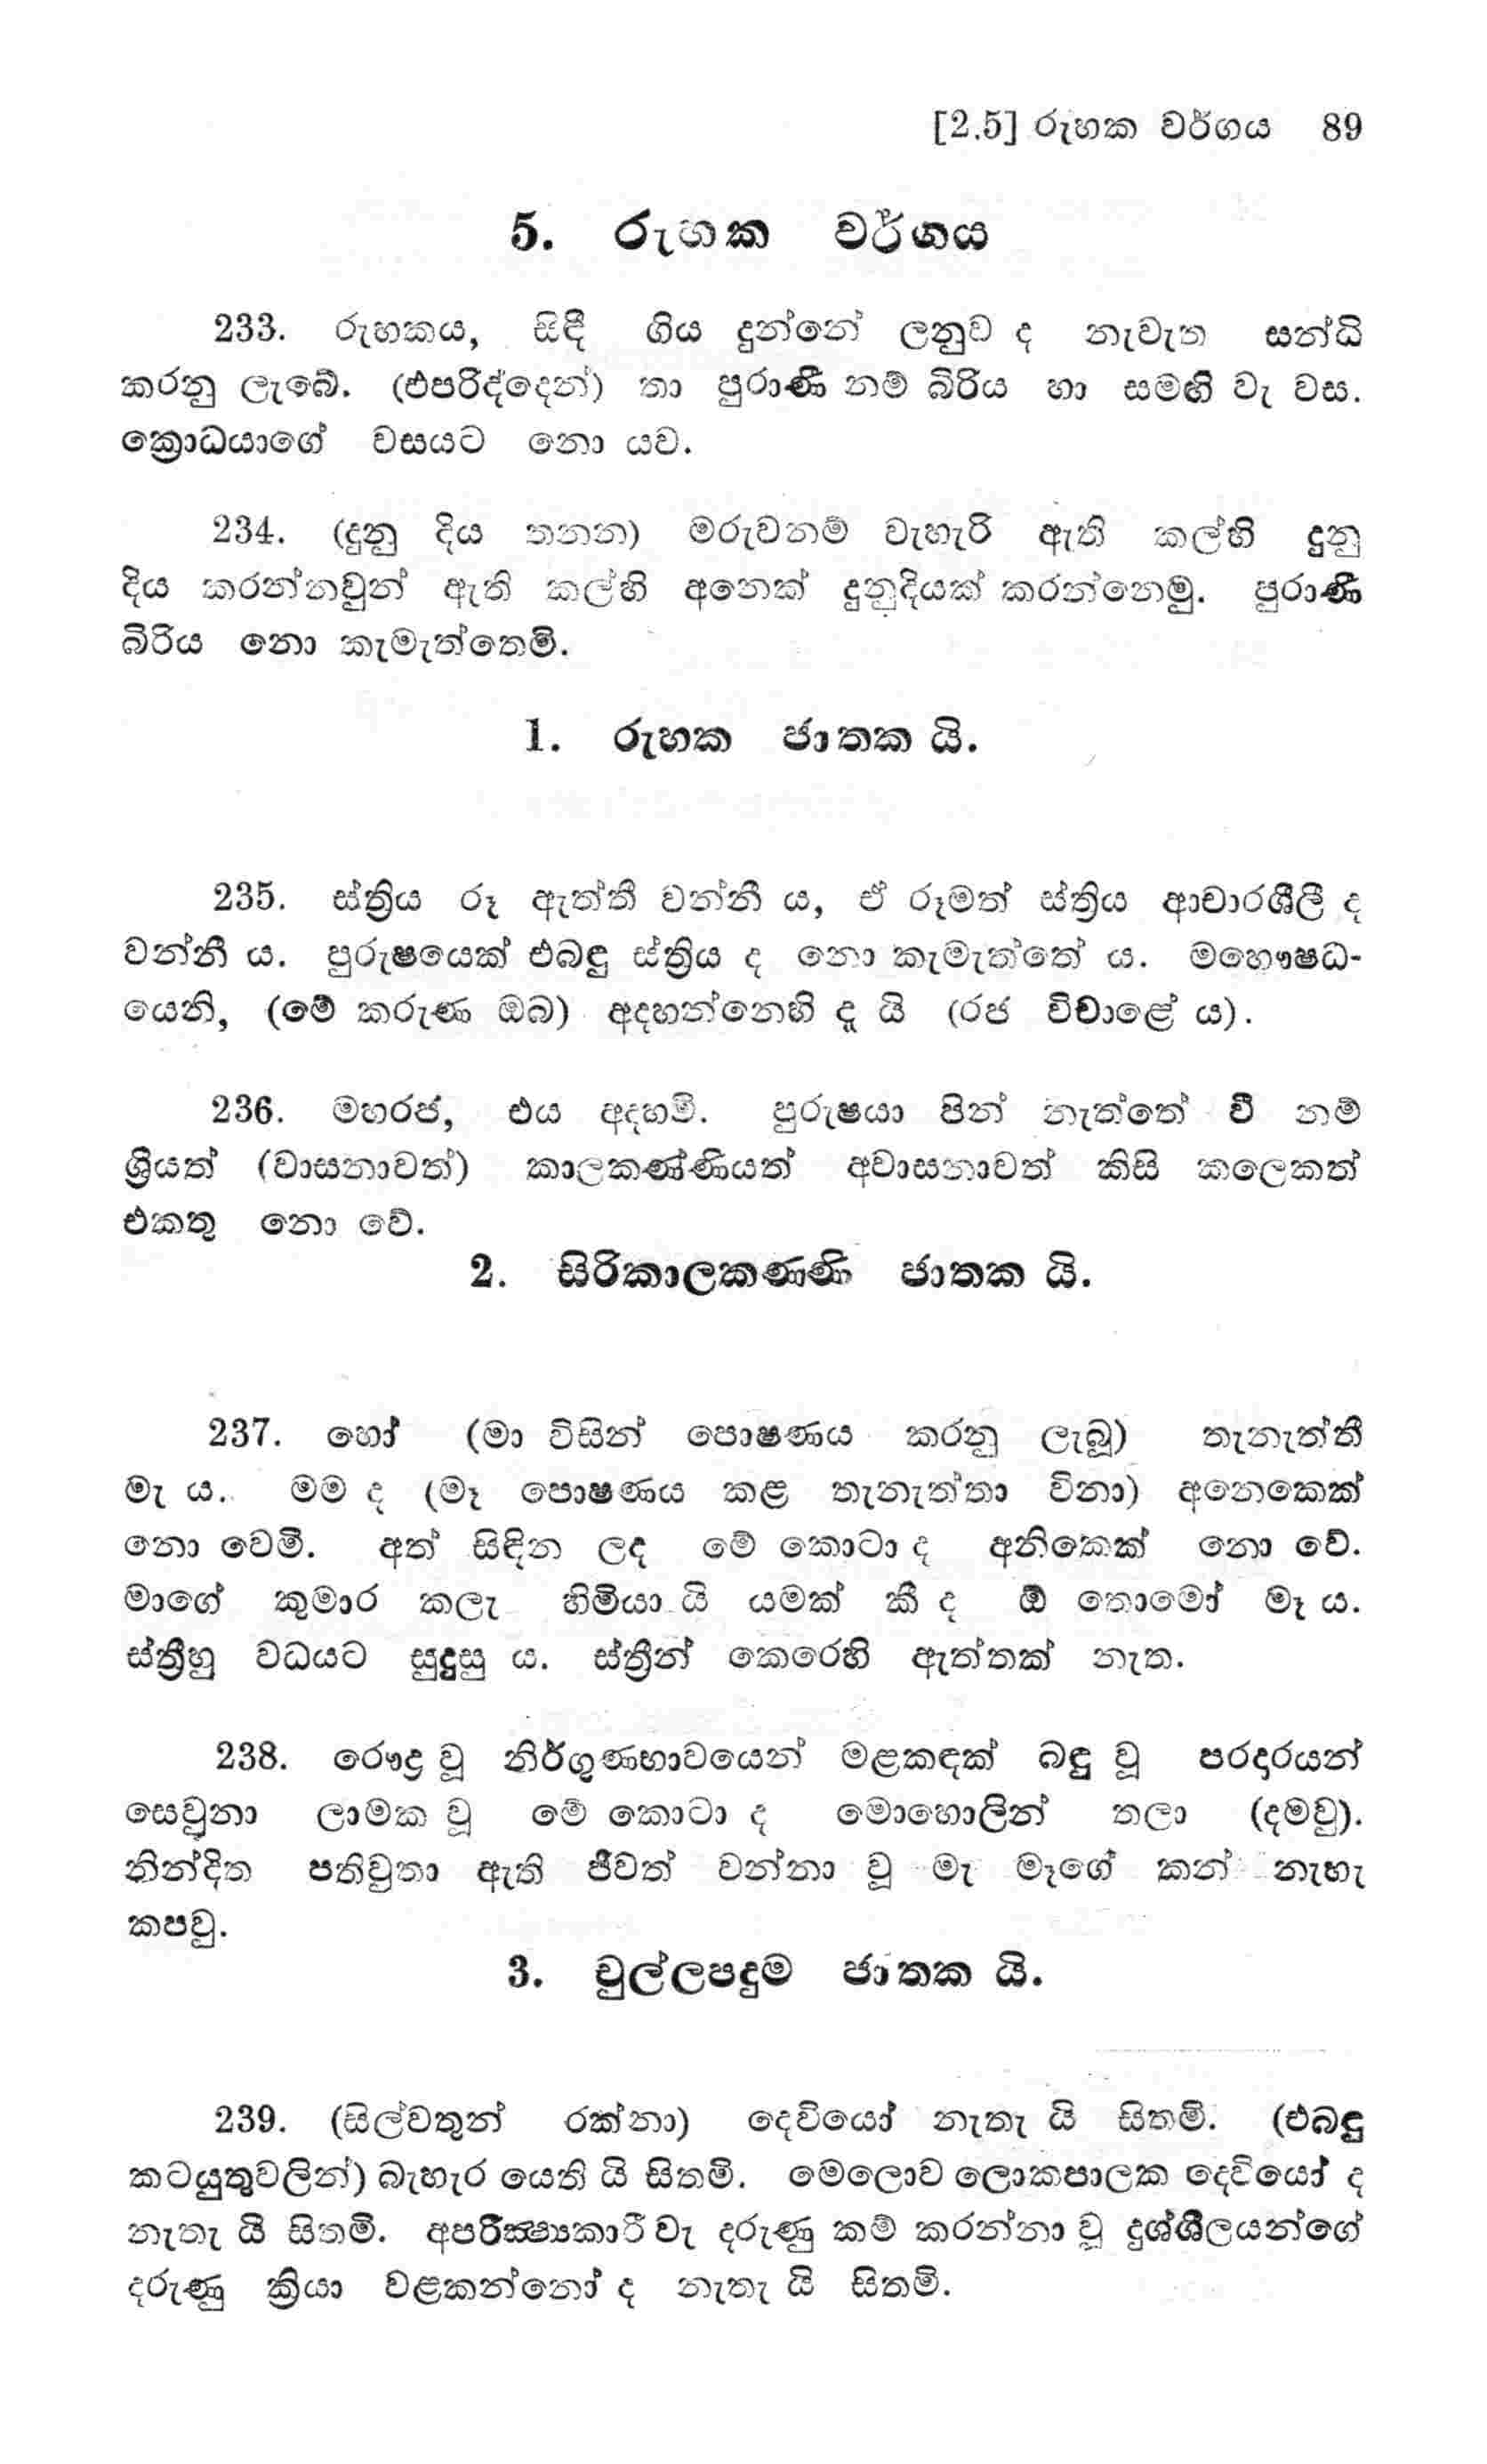 [2.5] රුහක වර්ගය 89
5. රුහක වර්ගය
233. රුහකය, සිඳී ගිය දුන්නේ ලනුව ද නැවැත සන්ධි
කරනු ලැබේ. (එපරිද්දෙන්) තා පුරාණී නම් බිරිය හා සමඟි වැ වස.
ක්‍රොධයාගේ වසයට නො යව.
234. (දුනු දිය තනන) මරුවනම් වැහැරි ඇති කල්හි දුනු
දිය කරන්නවුන් ඇති කල්හි අනෙක් දුනුදියක් කරන්නෙමු. පුරාණී
බිරිය නො කැමැත්තෙමි.
1. රුහක ජාතක යි.
235. ස්ත්‍රිය රූ ඇත්තී වන්නී ය, ඒ රූමත් ස්ත්‍රිය ආචාරශීලී ද
වන්නී ය. පුරුෂයෙක් එබඳු ස්ත්‍රිය ද නො කැමැත්තේ ය. මහෞෂධ-
යෙනි, (මේ කරුණ ඔබ) අදහන්නෙහි දැ යි (රජ විචාළේ ය).
236. මහරජ, එය අදහමි. පුරුෂයා පින් නැත්තේ වී නම්
ශ්‍රීයත් (වාසනාවත්) කාලකණ්ණියත් අවාසනාවත් කිසි කලෙකත්
එකතු නො වේ.
2. සිරිකාලකණණි ජාතක යි.
237. හෝ (මා විසින් පොෂණය කරනු ලැබූ) තැනැත්තී
මැ ය. මම ද (මෑ පොෂණය කළ තැනැත්තා විනා) අනෙකෙක්
නො වෙමි. අත් සිඳින ලද මේ කොටා ද අනිකෙක් නො වේ.
මාගේ කුමාර කලැ හිමියා යි යමක් කී ද ඕ තොමෝ මෑ ය.
ස්ත්‍රීහු වධයට සුදුසු ය. ස්ත්‍රීන් කෙරෙහි ඇත්තක් නැත.
238. රෞද්‍ර වූ නිර්ගුණභාවයෙන් මළකඳක් බඳු වූ පරදරයන්
සෙවුනා ලාමක වූ මේ කොටා ද මොහොලින් තලා (දමවු).
නින්දිත පතිව්‍රතා ඇති ජීවත් වන්නා වූ මැ මෑගේ කන් නැහැ
කපවු.
3. චුල්ලපදුම ජාතක යි.
239. (සිල්වතුන් රක්නා) දෙවියෝ නැතැ යි සිතමි. (එබඳු
කටයුතුවලින්) බැහැර යෙති යි සිතමි. මෙලොව ලොකපාලක දෙවියෝ ද
නැතැ යි සිතමි. අපරීක්‍ෂ්‍යකාරී වැ දරුණු කම් කරන්නා වූ දුශ්ශීලයන්ගේ
දරුණු ක්‍රියා වළකන්නෝ ද නැතැ යි සිතමි.